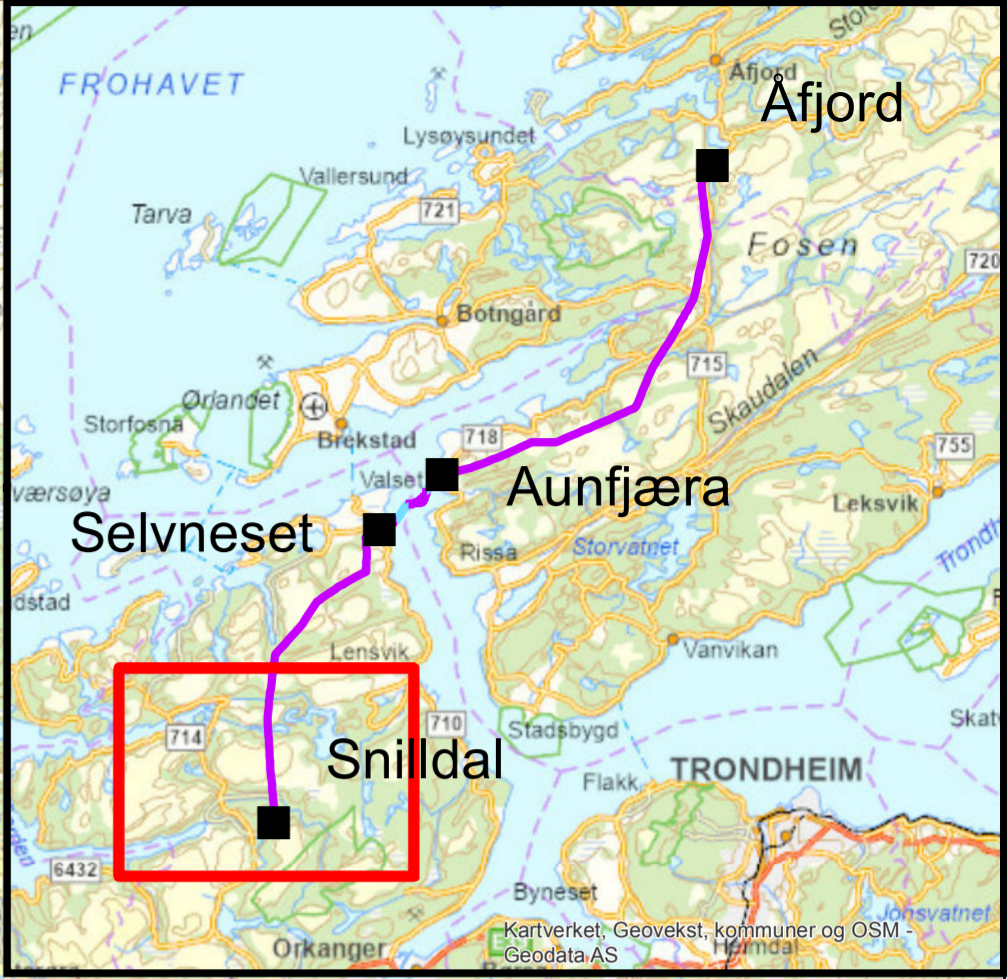 FROHAVET
Åfjord
Åfjord
Lysøysundet
Vallersund
721
Tarva
Fosen
720
Botngård
715
Skaudalen
Ørlandet
Storfosna
Brekstad
718
755
Valset
Aunfjæra
Leksvik
Selvneset
Rissa
Storvatnet
Lensvik
Vanvikan
710
Stadsbygd
714
Snilldal
Flakk
TRONDHEIM
6432
Byneset
Jonsvatnet
Kartverket, Geovekst, kommuner og OSM -
Orkanger
Geodata AS
Heimdal